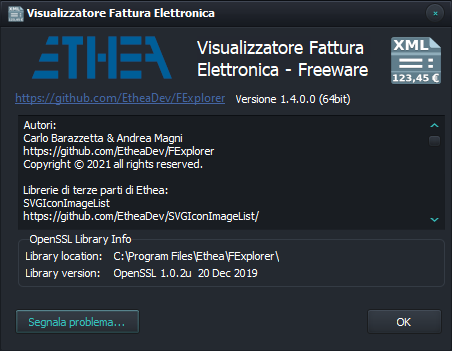 Visualizzatore Fattura Elettronica
ETHEA
Visualizzatore Fattura
Elettronica - Freeware
XML
123,45 €
https://github.com/EtheaDev/FExplorer
Versione 1.4.0.0 (64bit)
Autori:
Carlo Barazzetta & Andrea Magni
https://github.com/EtheaDev/FExplorer
Copyright © 2021 all rights reserved.
Librerie di terze parti di Ethea:
SVGIconImageList
https://github.com/EtheaDev/SVGIconImageList/
OpenSSL Library Info
Library location: C:\Program Files\Ethea\FExplorer\
Library version: OpenSSL 1.0.2u 20 Dec 2019
Segnala problema...
OK